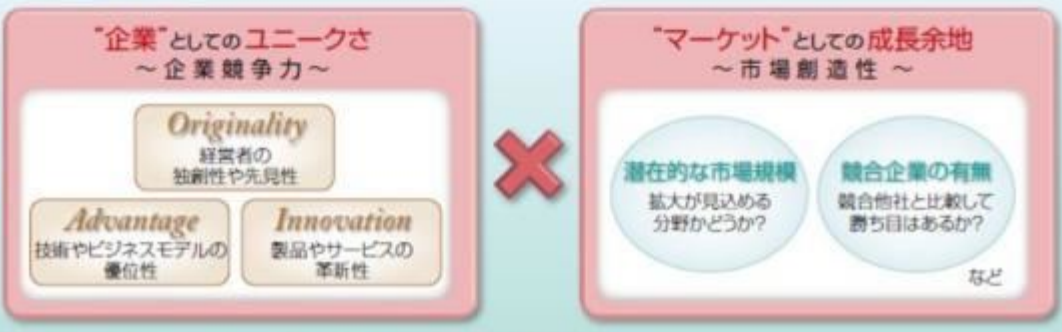 "企業"としてのユニークさ
～企業競争力～
Originality
経営者の
独創性や先見性
Advantage
技術やビジネスモデルの
優位性
Innovation
製品やサービスの
革新性
"マーケット"としての成長余地
～市場創造性～
潜在的な市場規模
拡大が見込める
分野かどうか?
競合企業の有無
競合他社と比較して
勝ち目はあるか?
など